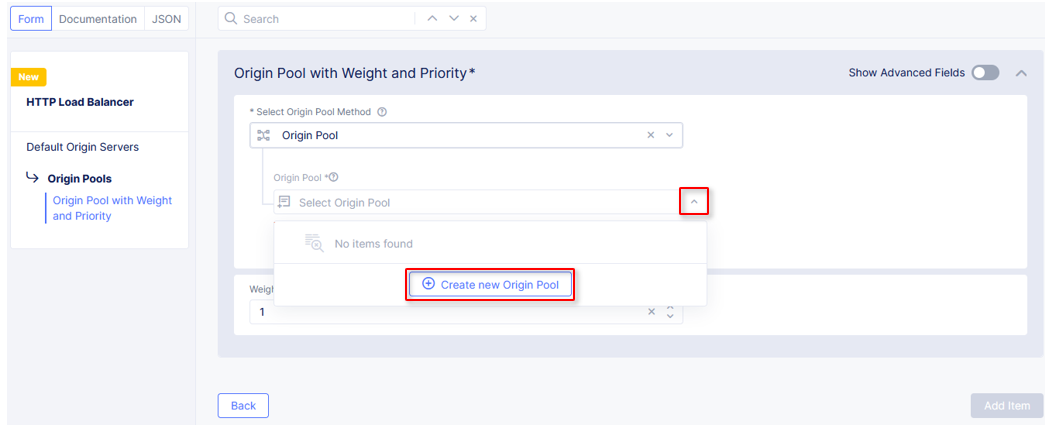 Form Documentation JSON
Search
New
HTTP Load Balancer
Default Origin Servers
Origin Pools
Origin Pool with Weight
and Priority
Origin Pool with Weight and Priority*
Show Advanced Fields
* Select Origin Pool Method
Origin Pool
Origin Pool *
Select Origin Pool
No items found
Create new Origin Pool
1
Back
Add Item